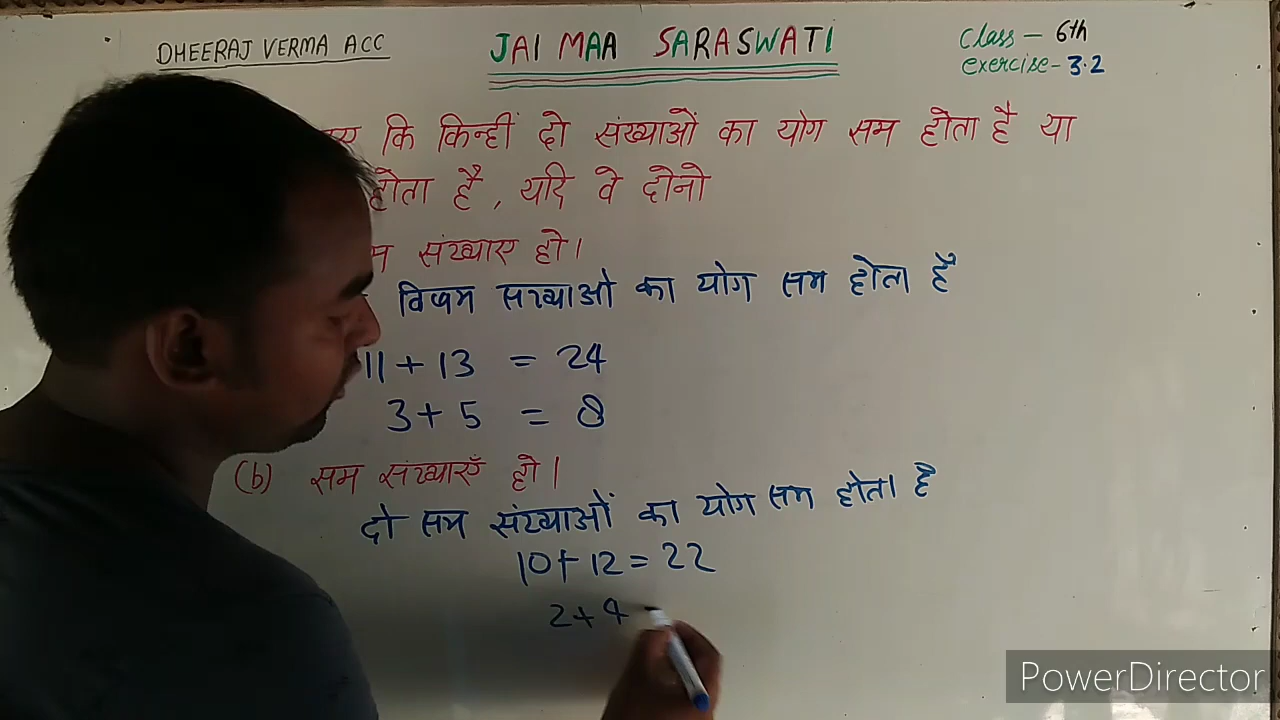 DHEERAJ VERMA ACC
JAI MAA SARASWATI
Class - 6th
exercise - 3.2
कि किन्हीं दो संख्याओं का योग सम होता है या
होता है, यदि वे दोनो
संख्याए हो।
विषम सख्याओ का योग सम होता है
11 + 13 = 24
3 + 5 = 8
(b) सम संख्याएँ हो।
दो सम संख्याओं का योग सम होता है
10 + 12 = 22
2 + 4
PowerDirector